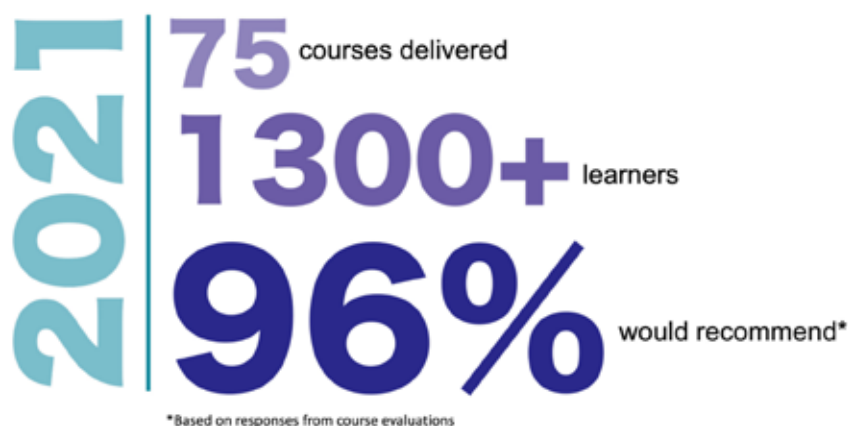 2021
75 courses delivered
1300+ learners
96% would recommend*
*Based on responses from course evaluations